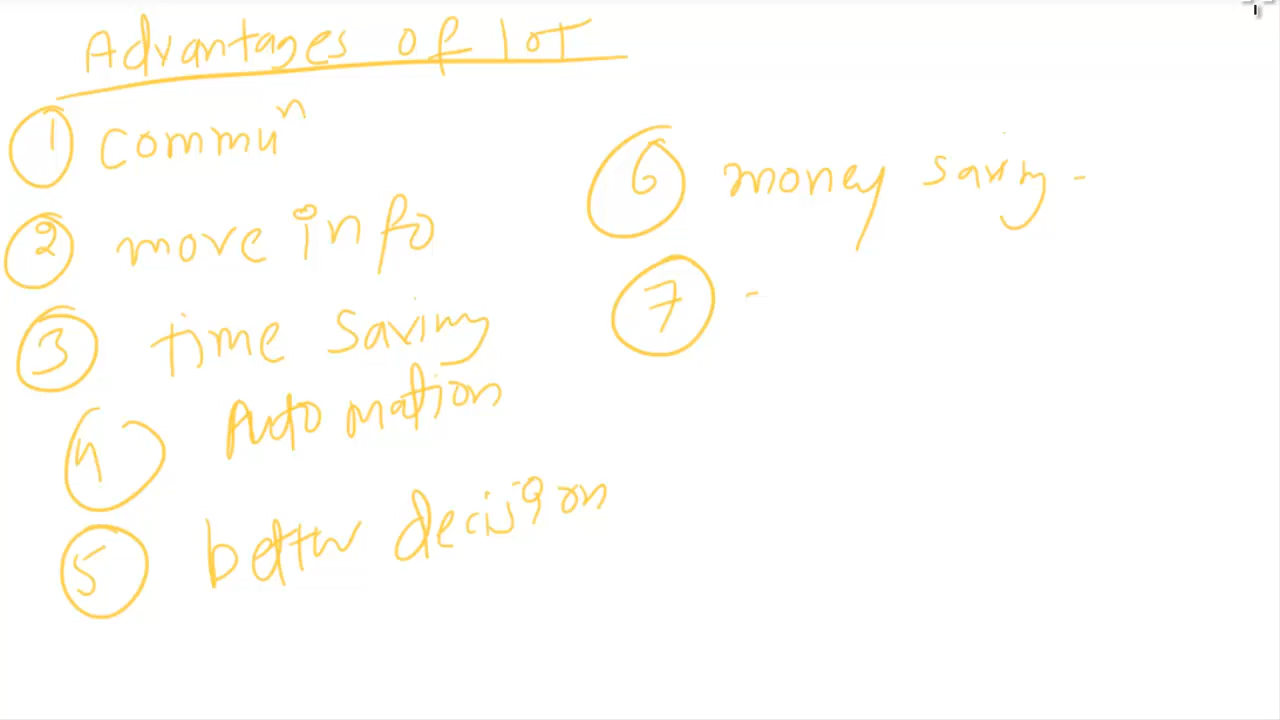 Advantages of IoT
1 Commuⁿ
2 more info
3 time saving
4 Automation
5 better decision
6 money saving -
7 -